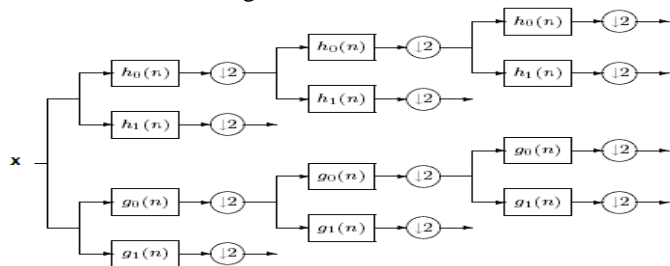 h₀(n) ↓2
h₀(n) ↓2 h₁(n) ↓2
h₀(n) ↓2 h₁(n) ↓2
h₁(n) ↓2
x
g₀(n) ↓2
g₀(n) ↓2 g₁(n) ↓2
g₀(n) ↓2 g₁(n) ↓2
g₁(n) ↓2